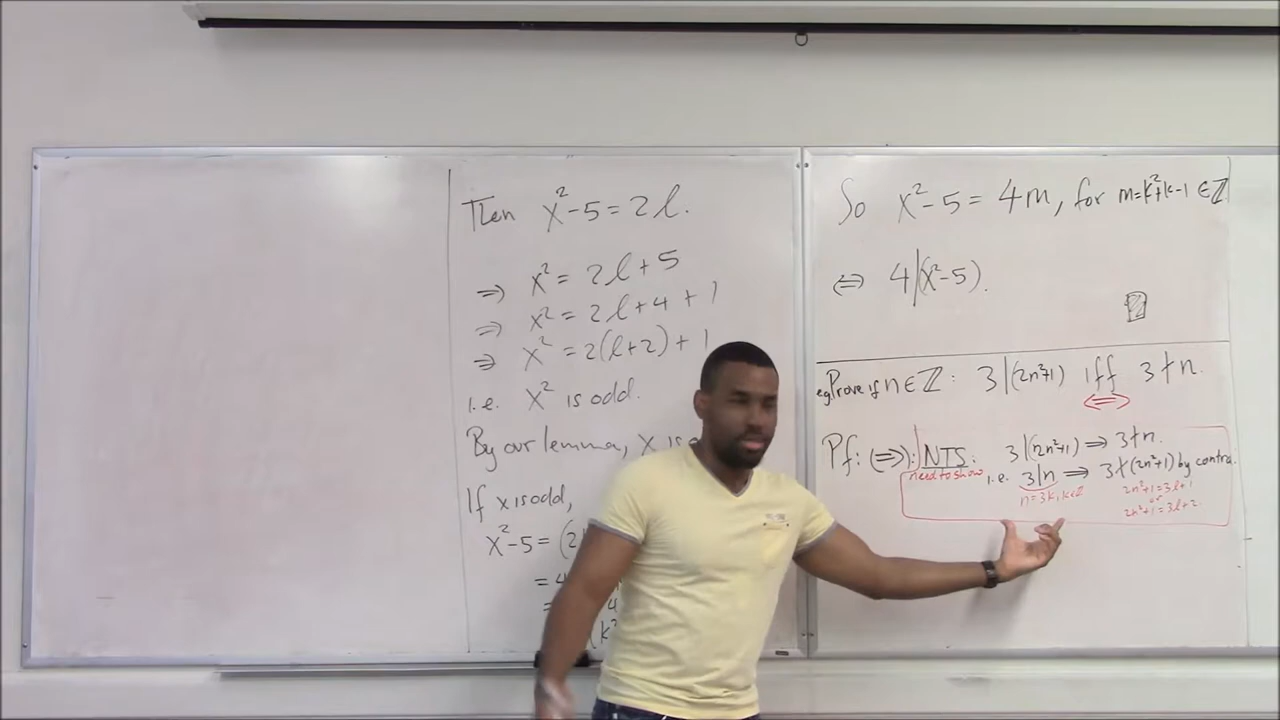 Then x²-5=2l.
⇒ x²=2l+5
⇒ x²=2l+4+1
⇒ x²=2(l+2)+1
i.e. x² is odd.
By our lemma, x is
If x is odd,
x²-5=(2
= 4
=
(k²
So x²-5=4m, for m=k²+k-1∈ℤ
⇔ 4|(x²-5).
eg Prove if n∈ℤ: 3|(2n²+1) iff 3∤n.
⇔
Pf: (⇒): NTS: 3|(2n²+1) ⇒ 3∤n.
need to show i.e. 3|n ⇒ 3∤(2n²+1) by contra.
n=3k, k∈ℤ 2n²+1=3l+1
or
2n²+1=3l+2